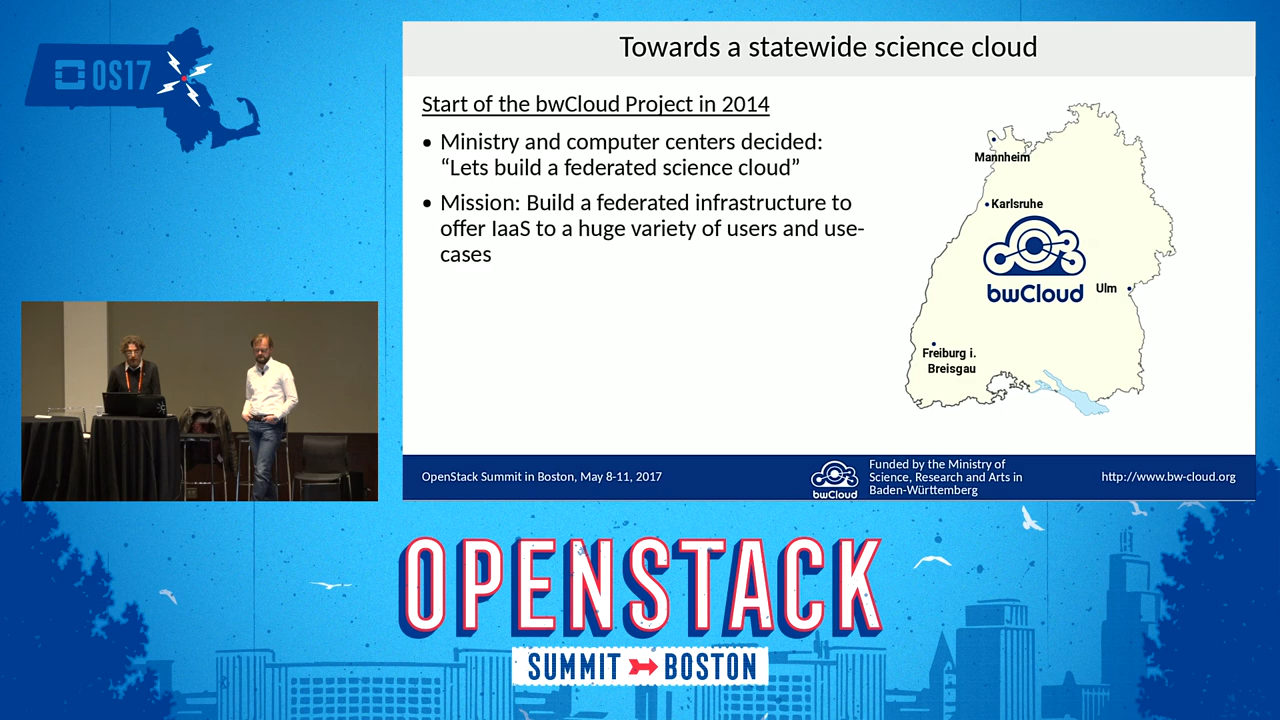 OS17
Towards a statewide science cloud
Start of the bwCloud Project in 2014
• Ministry and computer centers decided:
“Lets build a federated science cloud”
• Mission: Build a federated infrastructure to
offer IaaS to a huge variety of users and use-
cases
Mannheim
Karlsruhe
bwCloud
Ulm
Freiburg i.
Breisgau
OpenStack Summit in Boston, May 8-11, 2017
bwCloud
Funded by the Ministry of
Science, Research and Arts in
Baden-Württemberg
http://www.bw-cloud.org
OPENSTACK
SUMMIT BOSTON